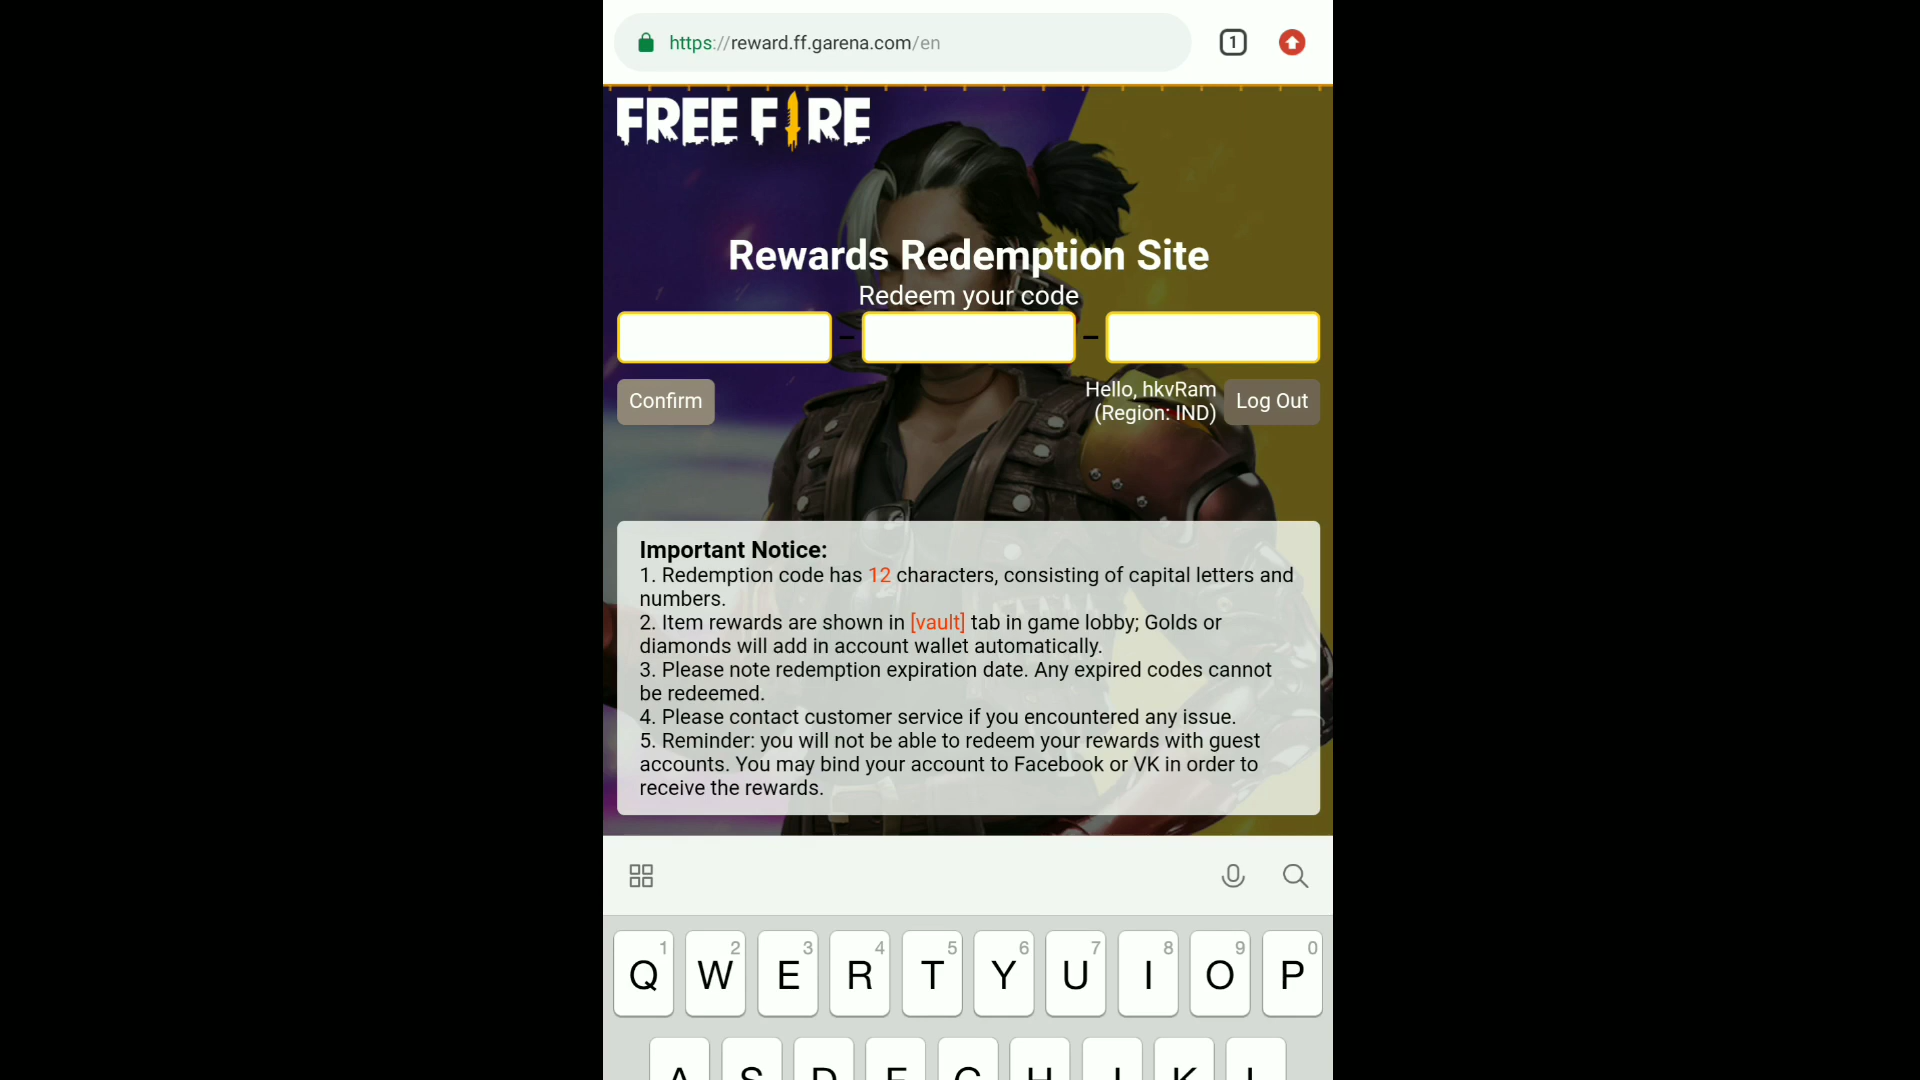 https://reward.ff.garena.com/en
1
FREE FIRE
Rewards Redemption Site
Redeem your code
– –
Confirm
Hello, hkvRam
(Region: IND)
Log Out
Important Notice:
1. Redemption code has 12 characters, consisting of capital letters and
numbers.
2. Item rewards are shown in [vault] tab in game lobby; Golds or
diamonds will add in account wallet automatically.
3. Please note redemption expiration date. Any expired codes cannot
be redeemed.
4. Please contact customer service if you encountered any issue.
5. Reminder: you will not be able to redeem your rewards with guest
accounts. You may bind your account to Facebook or VK in order to
receive the rewards.
1 2 3 4 5 6 7 8 9 0
Q W E R T Y U I O P
A S D F G H J K L